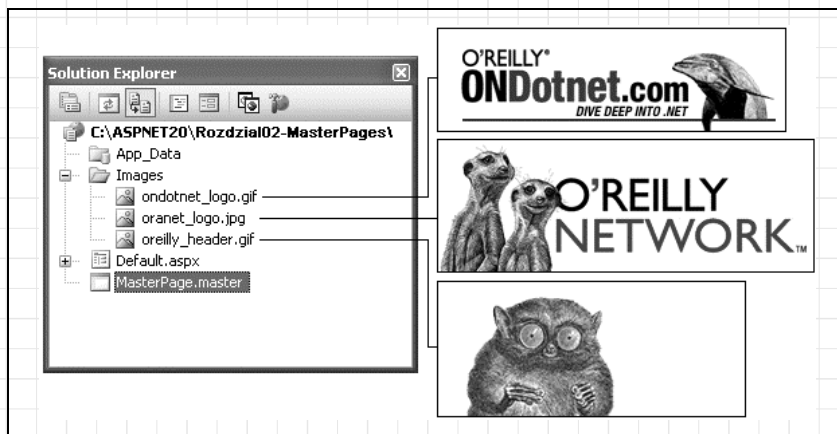 Solution Explorer
C:\ASPNET20\Rozdzial02-MasterPages\
App_Data
Images
ondotnet_logo.gif
oranet_logo.jpg
oreilly_header.gif
Default.aspx
MasterPage.master
O'REILLY®
ONDotnet.com
DIVE DEEP INTO .NET
O'REILLY
NETWORK™